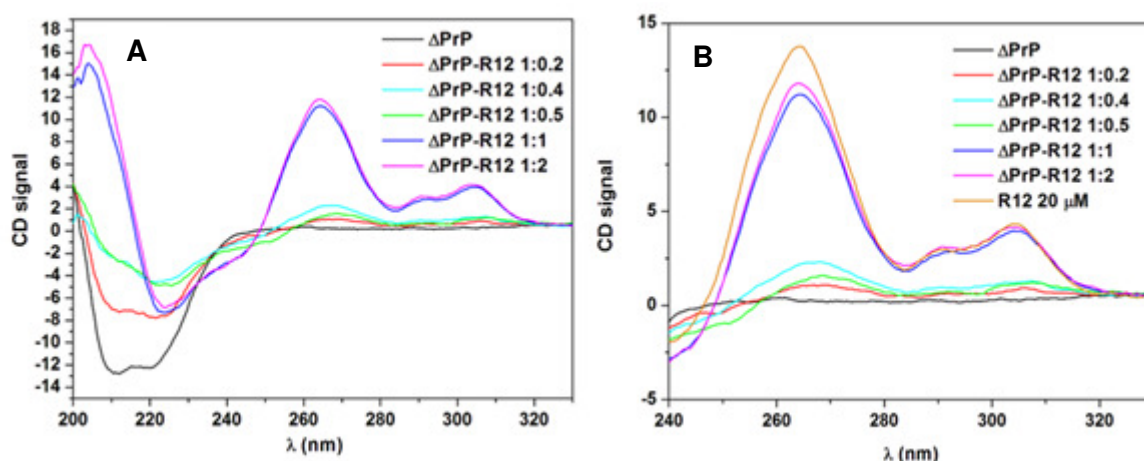 A
ΔPrP
ΔPrP-R12 1:0.2
ΔPrP-R12 1:0.4
ΔPrP-R12 1:0.5
ΔPrP-R12 1:1
ΔPrP-R12 1:2
CD signal
18
16
14
12
10
8
6
4
2
0
-2
-4
-6
-8
-10
-12
-14
200 220 240 260 280 300 320
λ (nm)
B
ΔPrP
ΔPrP-R12 1:0.2
ΔPrP-R12 1:0.4
ΔPrP-R12 1:0.5
ΔPrP-R12 1:1
ΔPrP-R12 1:2
R12 20 μM
CD signal
15
10
5
0
-5
240 260 280 300 320
λ (nm)